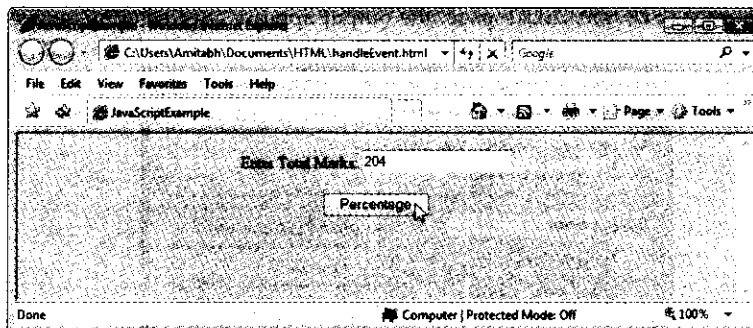 C:\Users\Amitabh\Documents\HTML\handleEvent.html Google
File Edit View Favorites Tools Help
JavaScriptExample Page Tools
Enter Total Marks: 204
Percentage
Done Computer | Protected Mode: Off 100%